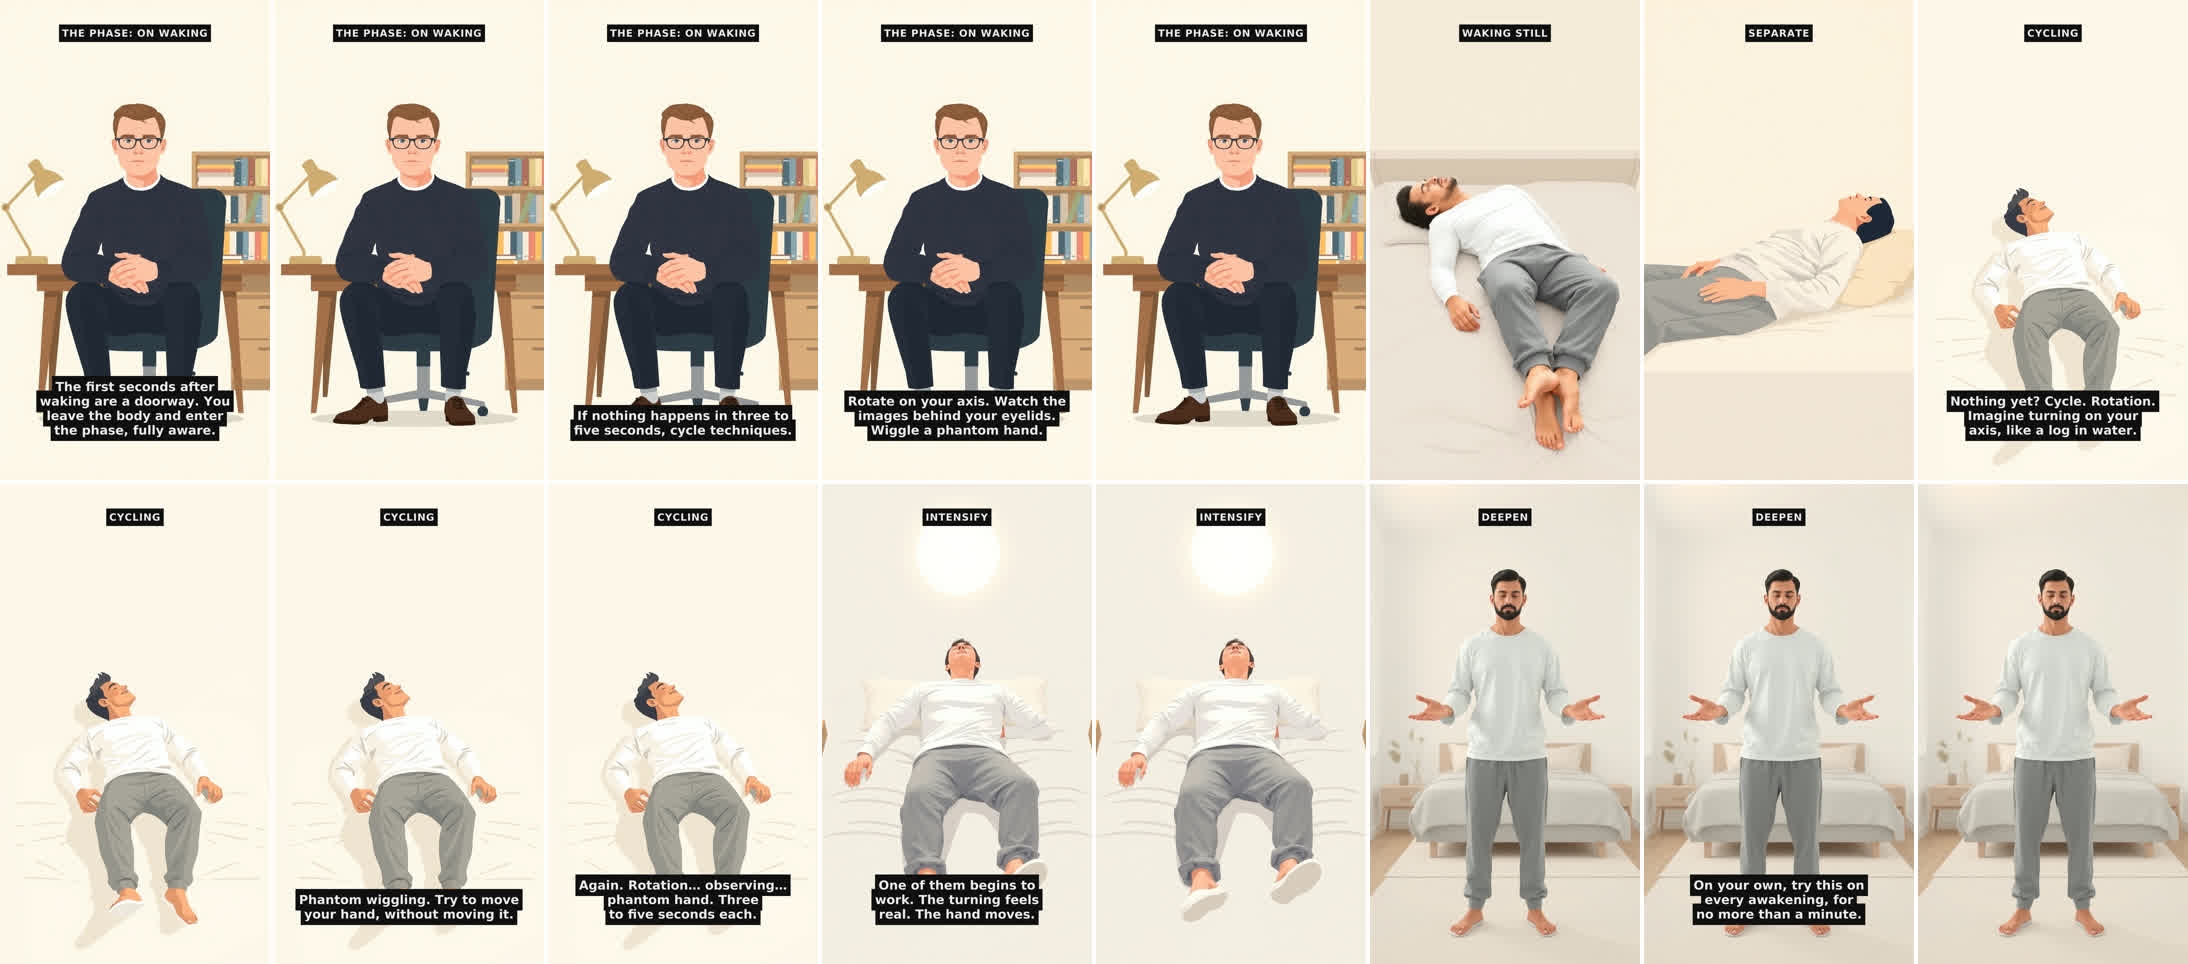 THE PHASE: ON WAKING
The first seconds after
waking are a doorway. You
leave the body and enter
the phase, fully aware.
THE PHASE: ON WAKING
THE PHASE: ON WAKING
If nothing happens in three to
five seconds, cycle techniques.
THE PHASE: ON WAKING
Rotate on your axis. Watch the
images behind your eyelids.
Wiggle a phantom hand.
THE PHASE: ON WAKING
WAKING STILL
SEPARATE
CYCLING
Nothing yet? Cycle. Rotation.
Imagine turning on your
axis, like a log in water.
CYCLING
CYCLING
Phantom wiggling. Try to move
your hand, without moving it.
CYCLING
Again. Rotation… observing…
phantom hand. Three
to five seconds each.
INTENSIFY
One of them begins to
work. The turning feels
real. The hand moves.
INTENSIFY
DEEPEN
DEEPEN
On your own, try this on
every awakening, for
no more than a minute.